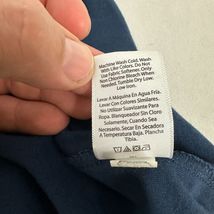 Machine Wash Cold. Wash
With Like Colors. Do Not
Use Fabric Softener. Only
Non Chlorine Bleach When
Needed. Tumble Dry Low.
Low Iron.
Lavar A Máquina En Agua Fría.
Lavar Con Colores Similares.
No Usar Suavizante De
Ropa. Blanqueador Sin Cloro
Solamente. Cuando Sea
Necesario. Secar En Secadora
A Temperatura Baja. Plancha
Tibia.